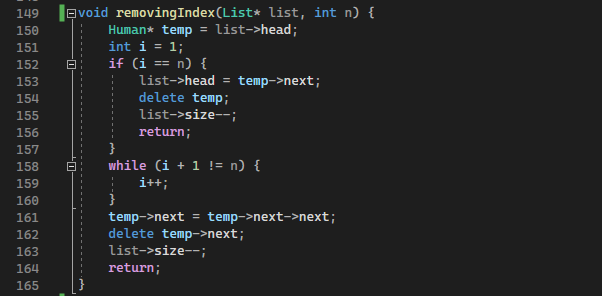 149 void removingIndex(List* list, int n) {
150 Human* temp = list->head;
151 int i = 1;
152 if (i == n) {
153 list->head = temp->next;
154 delete temp;
155 list->size--;
156 return;
157 }
158 while (i + 1 != n) {
159 i++;
160 }
161 temp->next = temp->next->next;
162 delete temp->next;
163 list->size--;
164 return;
165 }